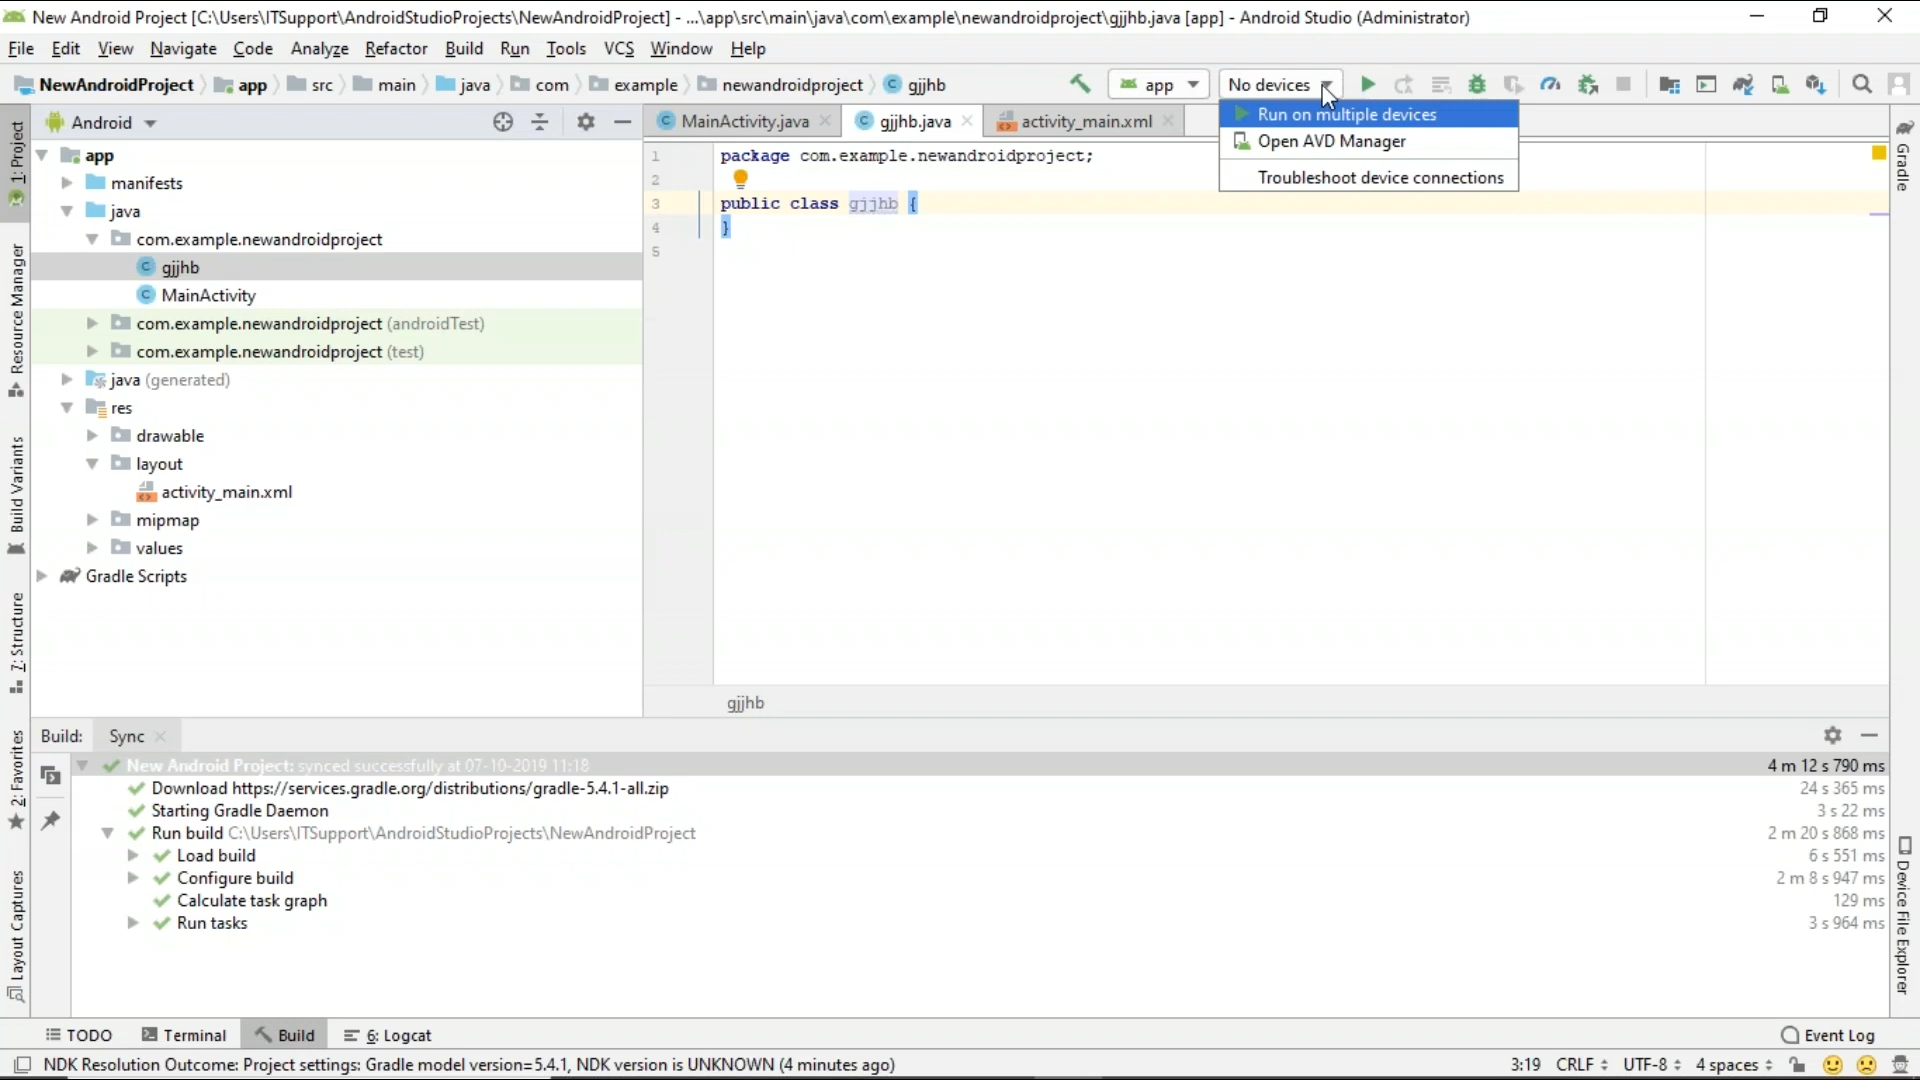 New Android Project [C:\Users\ITSupport\AndroidStudioProjects\NewAndroidProject] - ...\app\src\main\java\com\example\newandroidproject\gjjhb.java [app] - Android Studio (Administrator)
File Edit View Navigate Code Analyze Refactor Build Run Tools VCS Window Help
NewAndroidProject app src main java com example newandroidproject gjjhb app No devices
Run on multiple devices
Open AVD Manager
Troubleshoot device connections
Android
MainActivity.java gjjhb.java activity_main.xml
app
manifests
java
com.example.newandroidproject
gjjhb
MainActivity
com.example.newandroidproject (androidTest)
com.example.newandroidproject (test)
java (generated)
res
drawable
layout
activity_main.xml
mipmap
values
Gradle Scripts
1 package com.example.newandroidproject;
2
3 public class gjjhb {
4 }
5
gjjhb
1: Project
Resource Manager
Build Variants
7: Structure
2: Favorites
Layout Captures
Gradle
Device File Explorer
Build: Sync
New Android Project: synced successfully at 07-10-2019 11:18 4 m 12 s 790 ms
Download https://services.gradle.org/distributions/gradle-5.4.1-all.zip 24 s 365 ms
Starting Gradle Daemon 3 s 22 ms
Run build C:\Users\ITSupport\AndroidStudioProjects\NewAndroidProject 2 m 20 s 868 ms
Load build 6 s 551 ms
Configure build 2 m 8 s 947 ms
Calculate task graph 129 ms
Run tasks 3 s 964 ms
TODO Terminal Build 6: Logcat Event Log
NDK Resolution Outcome: Project settings: Gradle model version=5.4.1, NDK version is UNKNOWN (4 minutes ago) 3:19 CRLF UTF-8 4 spaces